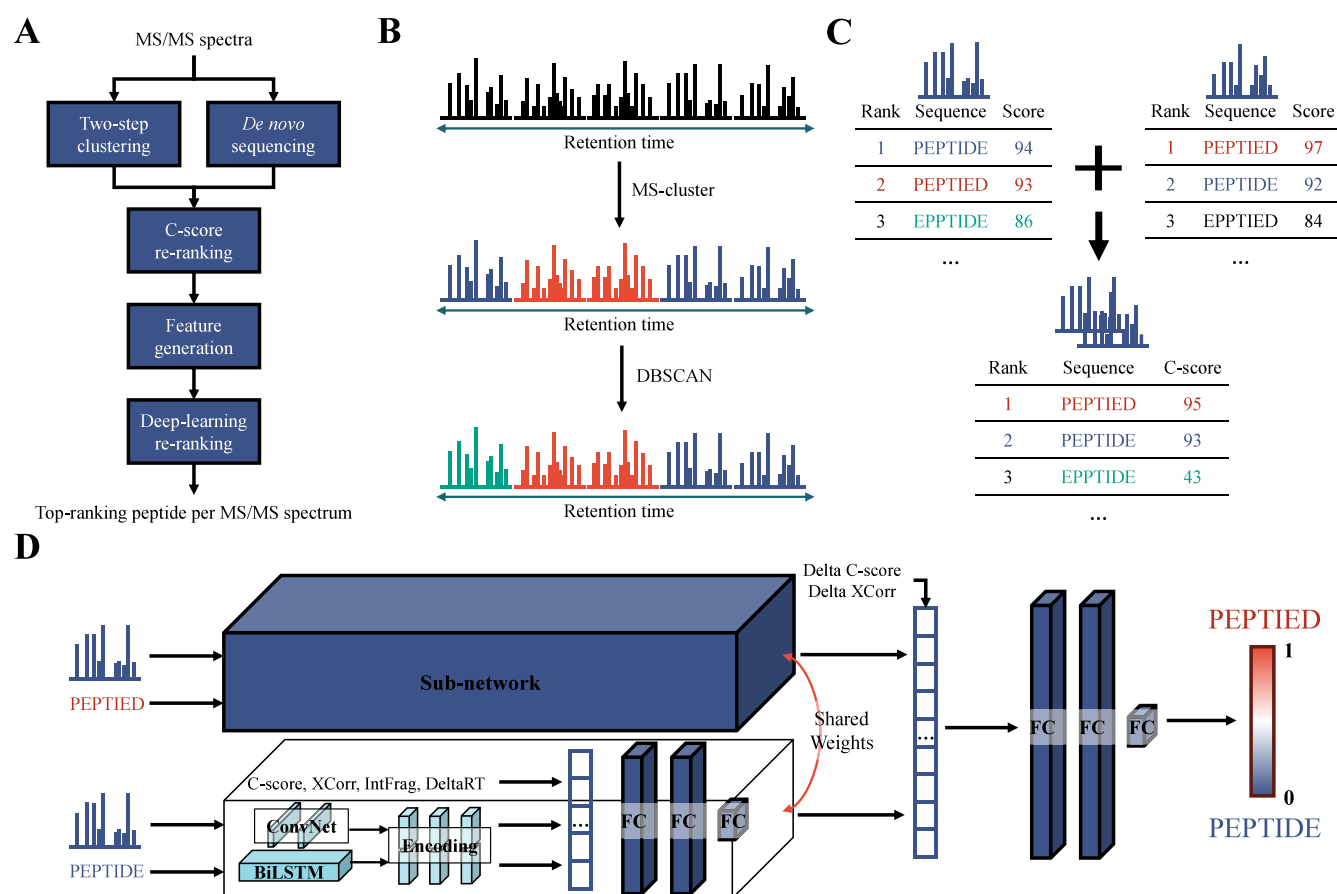 A
MS/MS spectra
Two-step
clustering
De novo
sequencing
C-score
re-ranking
Feature
generation
Deep-learning
re-ranking
Top-ranking peptide per MS/MS spectrum
B
Retention time
MS-cluster
Retention time
DBSCAN
Retention time
C
Rank Sequence Score
1 PEPTIDE 94
2 PEPTIED 93
3 EPPTIDE 86
...
Rank Sequence Score
1 PEPTIED 97
2 PEPTIDE 92
3 EPPTIED 84
...
Rank Sequence C-score
1 PEPTIED 95
2 PEPTIDE 93
3 EPPTIDE 43
...
D
PEPTIED
Sub-network
PEPTIDE
C-score, XCorr, IntFrag, DeltaRT
ConvNet
BiLSTM
Encoding
...
FC
FC
FC
Shared
Weights
Delta C-score
Delta XCorr
...
FC
FC
FC
PEPTIED
1
0
PEPTIDE